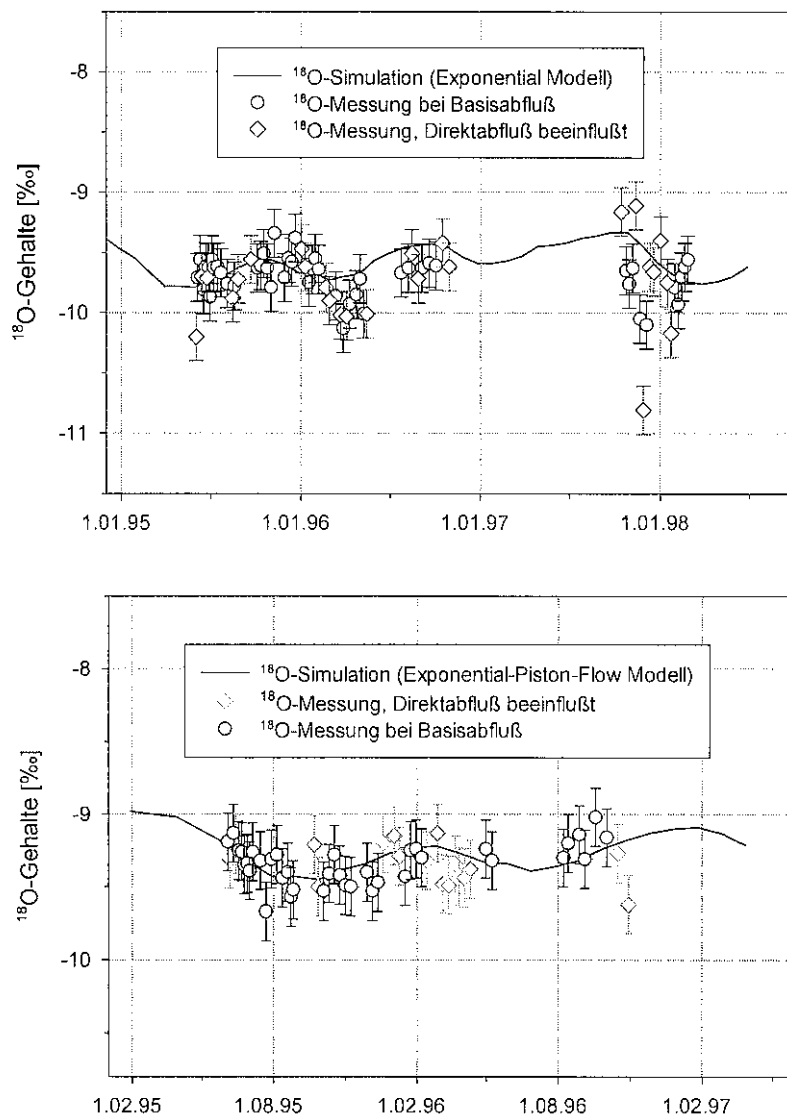 -8
¹⁸O-Simulation (Exponential Modell)
¹⁸O-Messung bei Basisabfluß
¹⁸O-Messung, Direktabfluß beeinflußt
-9
¹⁸O-Gehalte [‰]
-10
-11
1.01.95 1.01.96 1.01.97 1.01.98
-8
¹⁸O-Simulation (Exponential-Piston-Flow Modell)
¹⁸O-Messung, Direktabfluß beeinflußt
¹⁸O-Messung bei Basisabfluß
-9
¹⁸O-Gehalte [‰]
-10
1.02.95 1.08.95 1.02.96 1.08.96 1.02.97